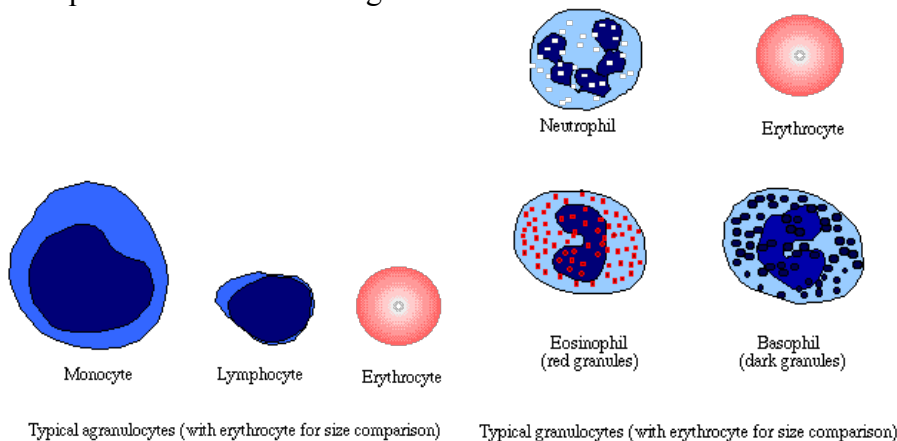 Neutrophil
Erythrocyte
Monocyte
Lymphocyte
Erythrocyte
Eosinophil
(red granules)
Basophil
(dark granules)
Typical agranulocytes (with erythrocyte for size comparison)
Typical granulocytes (with erythrocyte for size comparison)